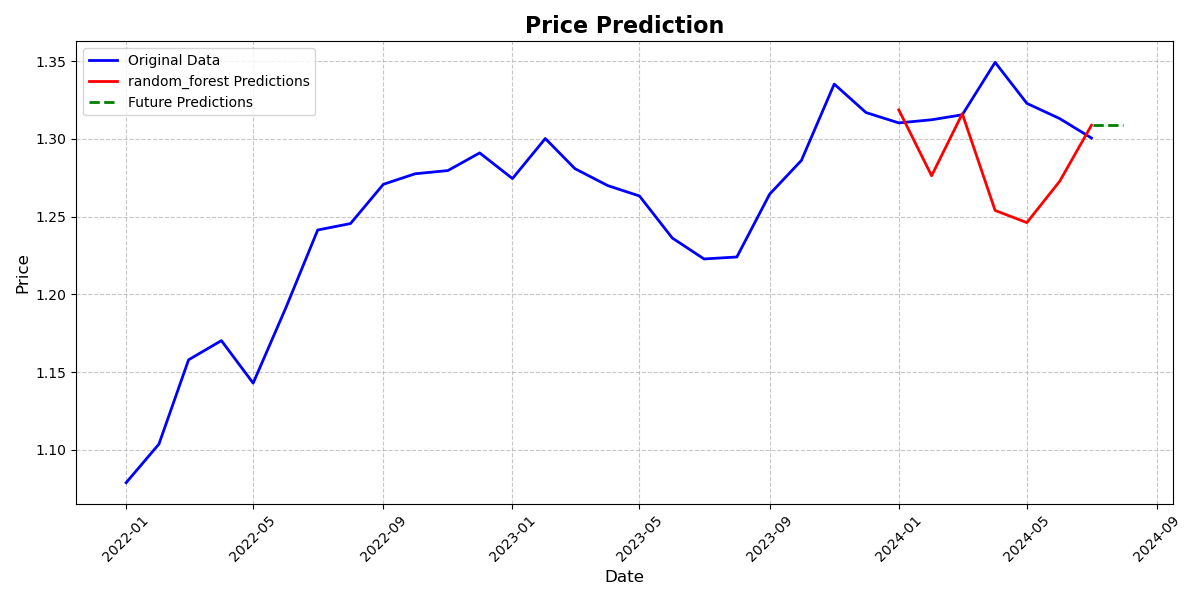 Price Prediction
Original Data
random_forest Predictions
Future Predictions
Price
1.35
1.30
1.25
1.20
1.15
1.10
2022-01
2022-05
2022-09
2023-01
2023-05
2023-09
2024-01
2024-05
2024-09
Date